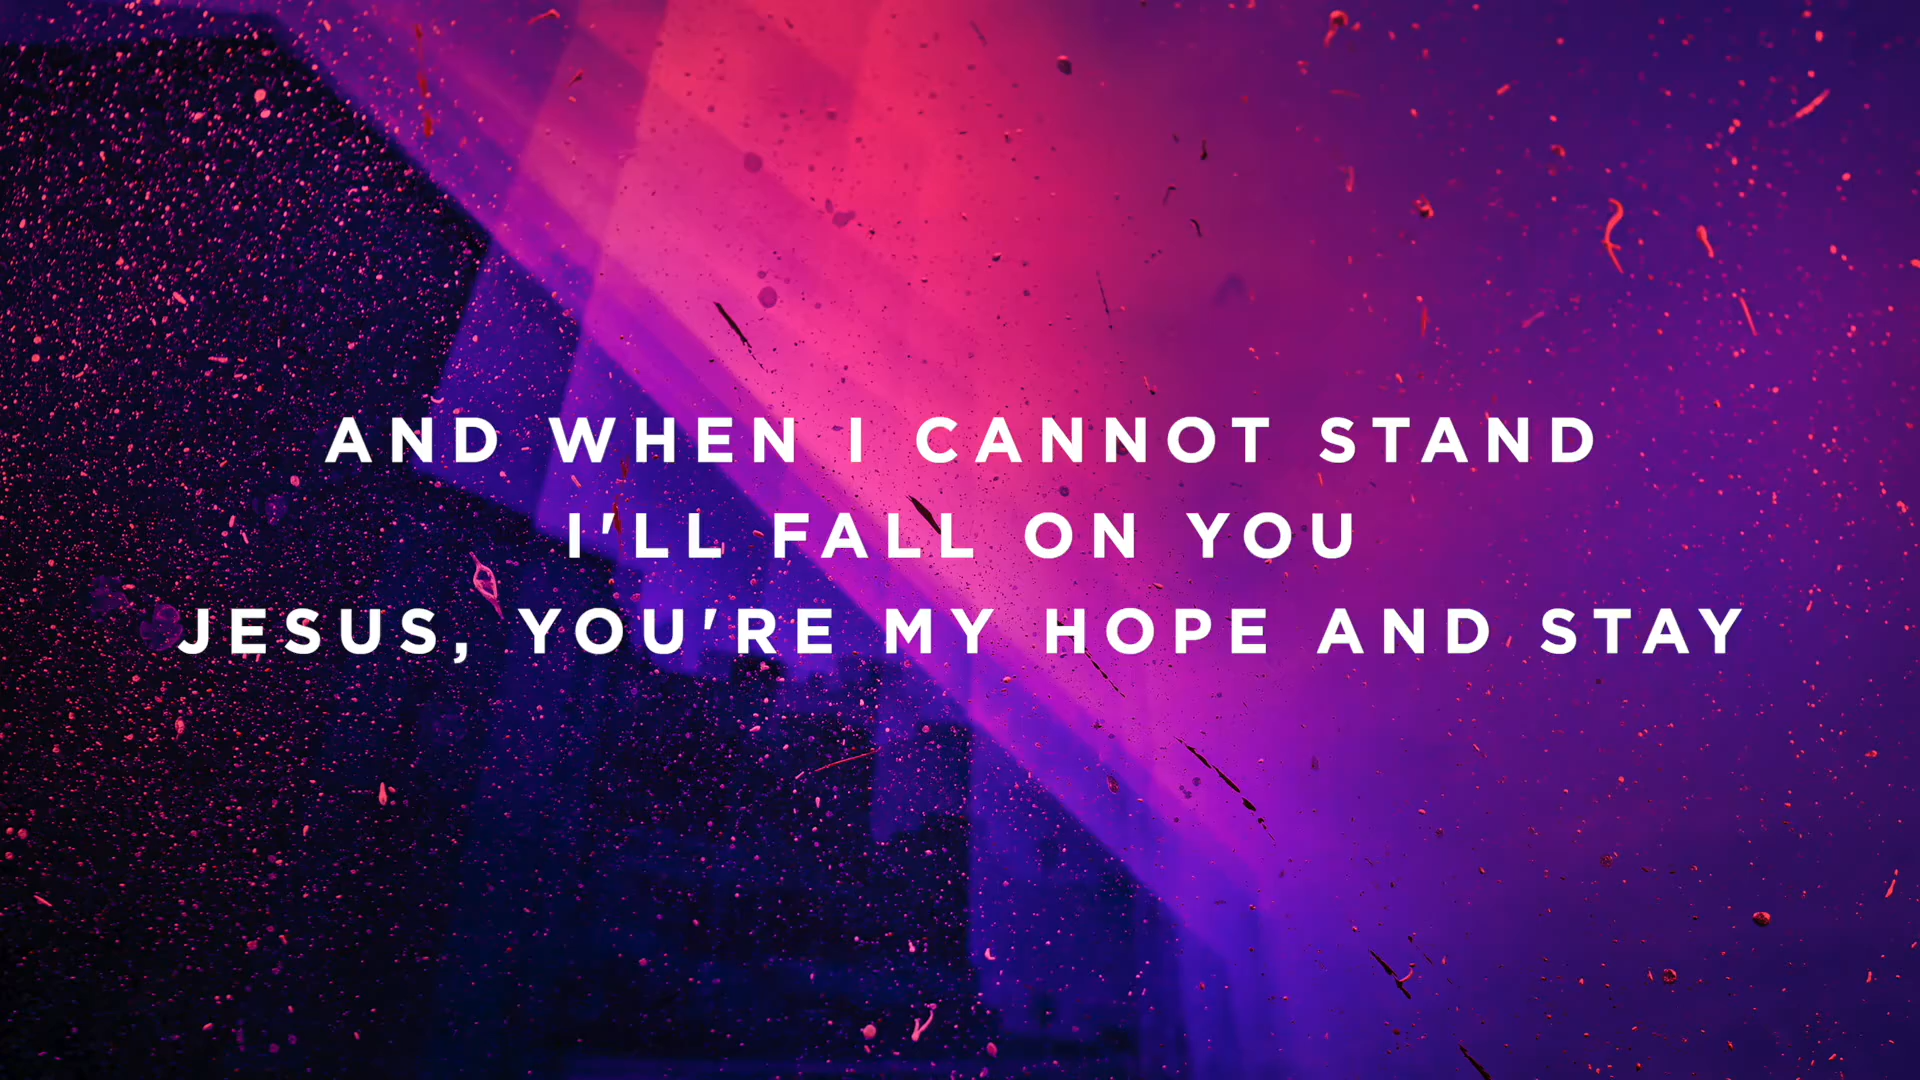 AND WHEN I CANNOT STAND
I'LL FALL ON YOU
JESUS, YOU'RE MY HOPE AND STAY